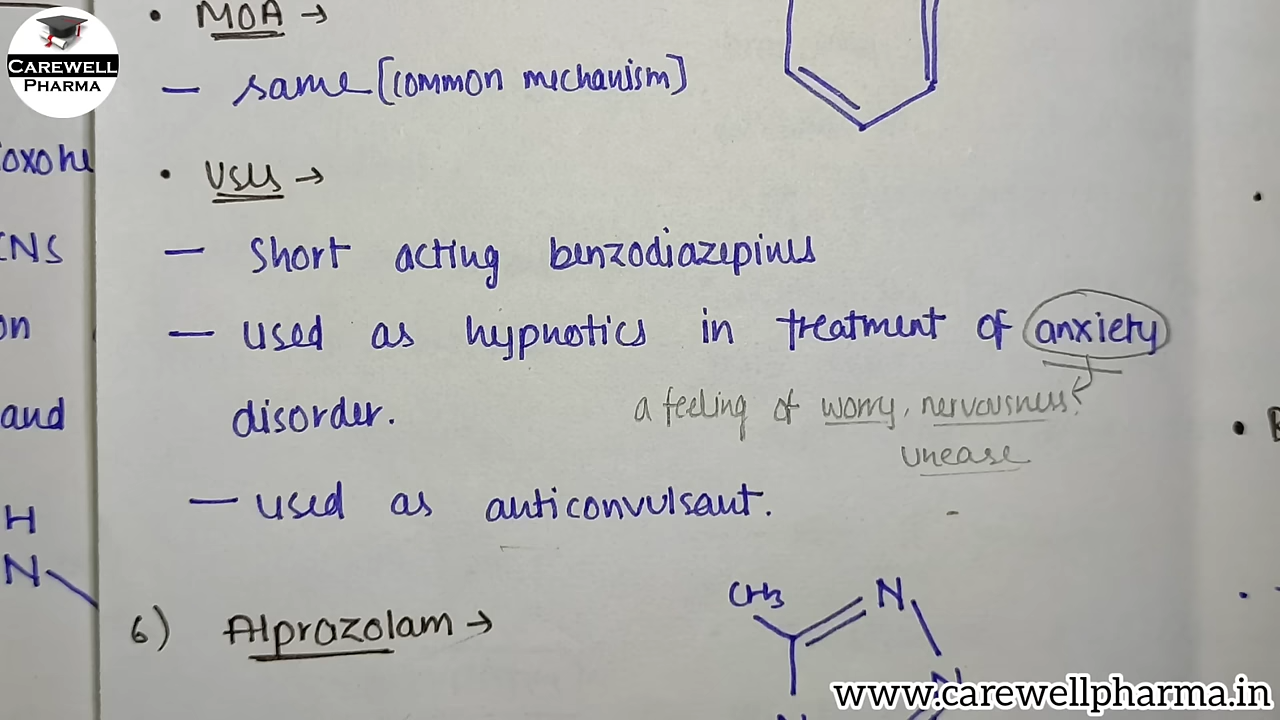 CAREWELL
PHARMA
• MOA →
– same [common mechanism]
• Uses →
– Short acting benzodiazepines
– used as hypnotics in treatment of anxiety
disorder.
a feeling of worry, nervousness,
unease
– used as anticonvulsant.
6) Alprazolam →
CH3
N
N
CNS
on
and
H
N
www.carewellpharma.in